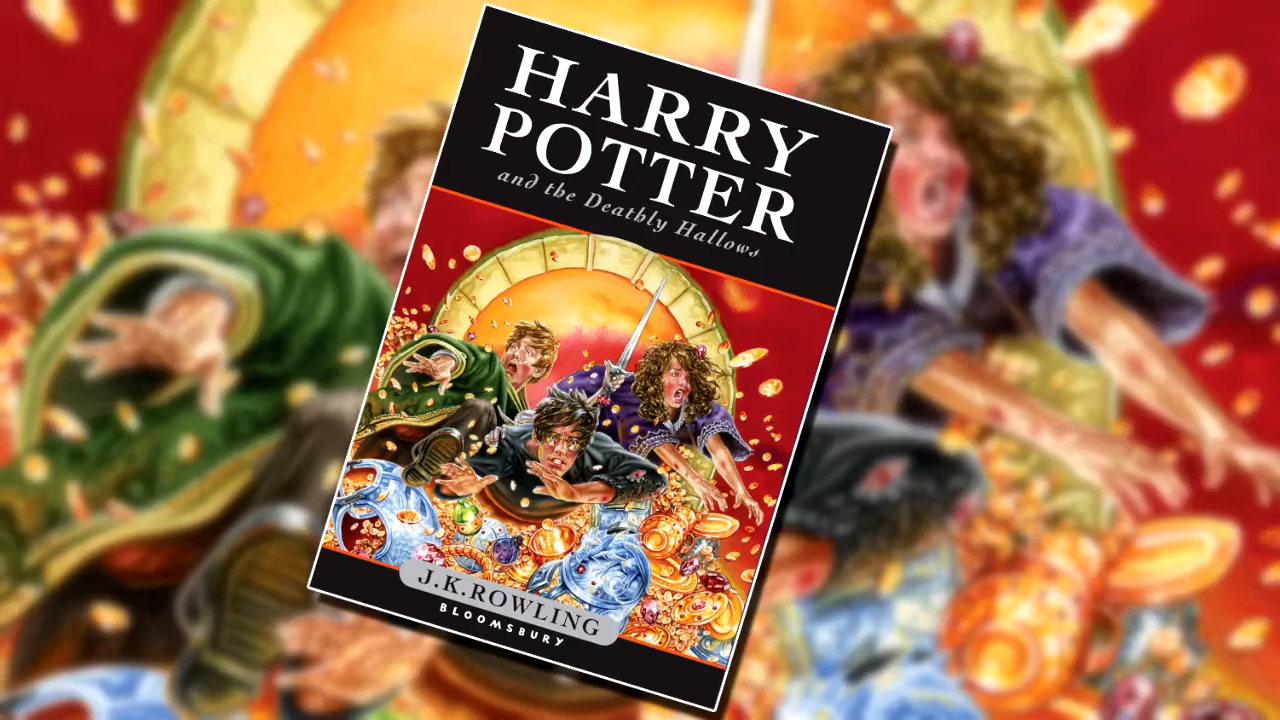 HARRY
POTTER
and the Deathly Hallows
J.K.ROWLING
BLOOMSBURY